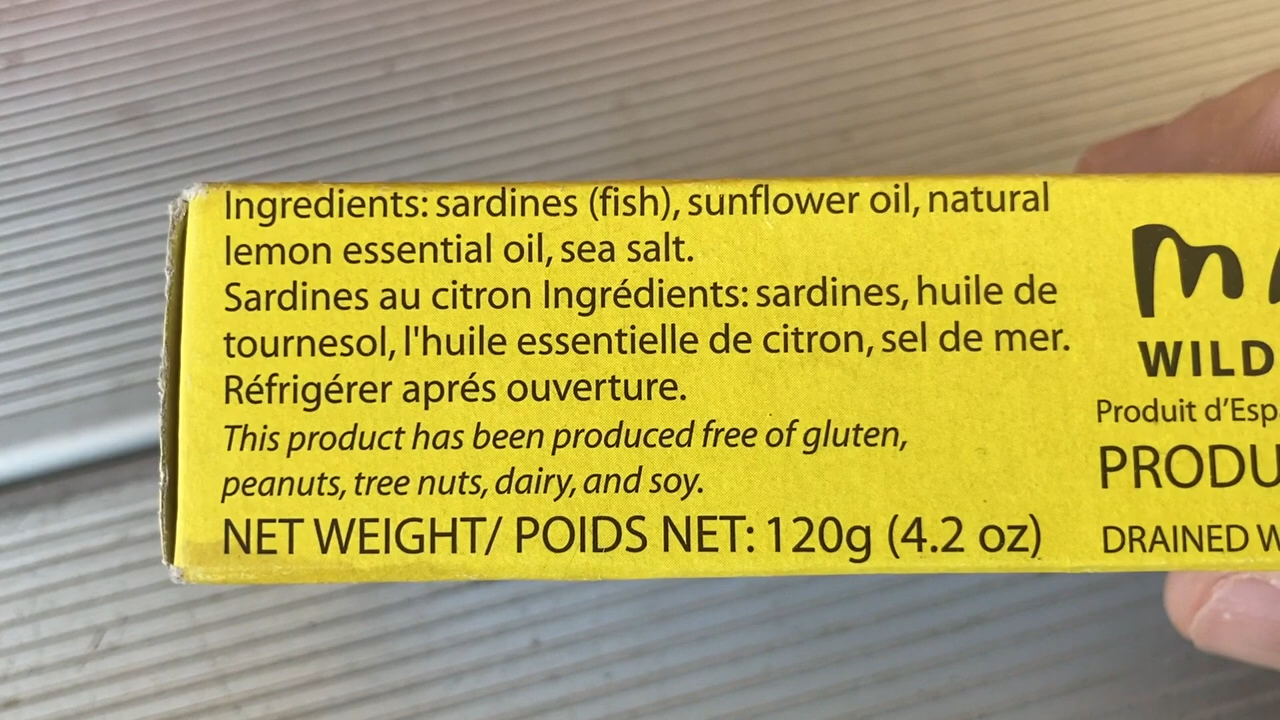 Ingredients: sardines (fish), sunflower oil, natural
lemon essential oil, sea salt.
Sardines au citron Ingrédients: sardines, huile de
tournesol, l'huile essentielle de citron, sel de mer.
Réfrigérer aprés ouverture.
This product has been produced free of gluten,
peanuts, tree nuts, dairy, and soy.
NET WEIGHT/ POIDS NET: 120g (4.2 oz)
WILD
Produit d'Esp
PRODU
DRAINED